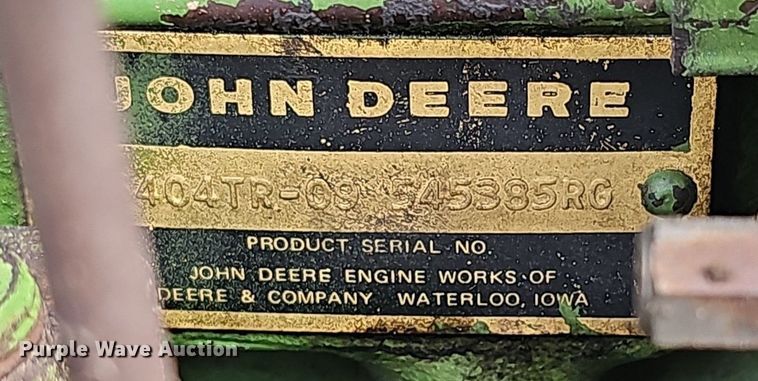 JOHN DEERE
404TR-09 545385RG
PRODUCT SERIAL NO.
JOHN DEERE ENGINE WORKS OF
DEERE & COMPANY WATERLOO, IOWA
Purple Wave Auction